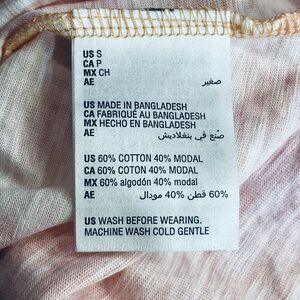 US S
CA P
MX CH
AE صغير
US MADE IN BANGLADESH
CA FABRIQUÉ AU BANGLADESH
MX HECHO EN BANGLADESH
AE صنع في بنغلاديش
US 60% COTTON 40% MODAL
CA 60% COTON 40% MODAL
MX 60% algodón 40% modal
AE 60% قطن 40% مودال
US WASH BEFORE WEARING.
MACHINE WASH COLD GENTLE